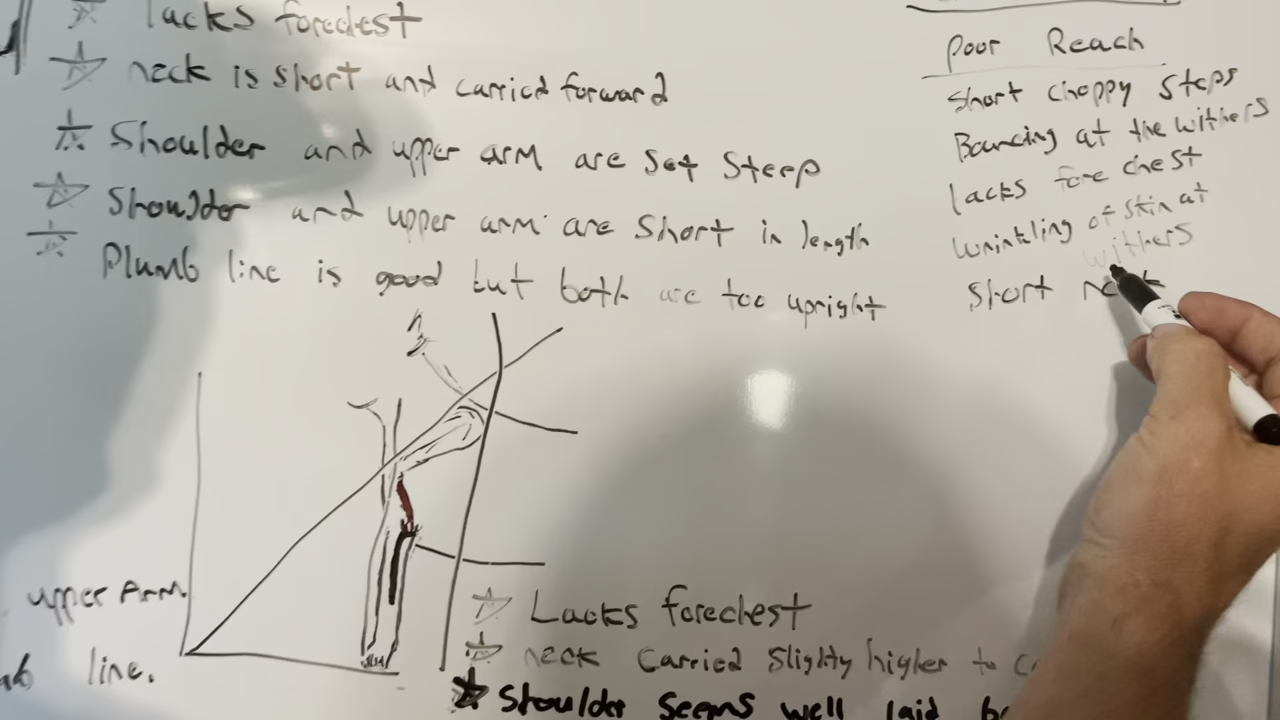 lacks forechest
neck is short and carried forward
Shoulder and upper arm are set steep
Shoulder and upper arm are short in length
Plumb line is good but both are too upright
Poor Reach
Short choppy steps
Bouncing at the withers
lacks fore chest
wrinkling of skin at
withers
Short
upper Arm
line.
Lacks forechest
neck carried slighty higher to
Shoulder seems well laid